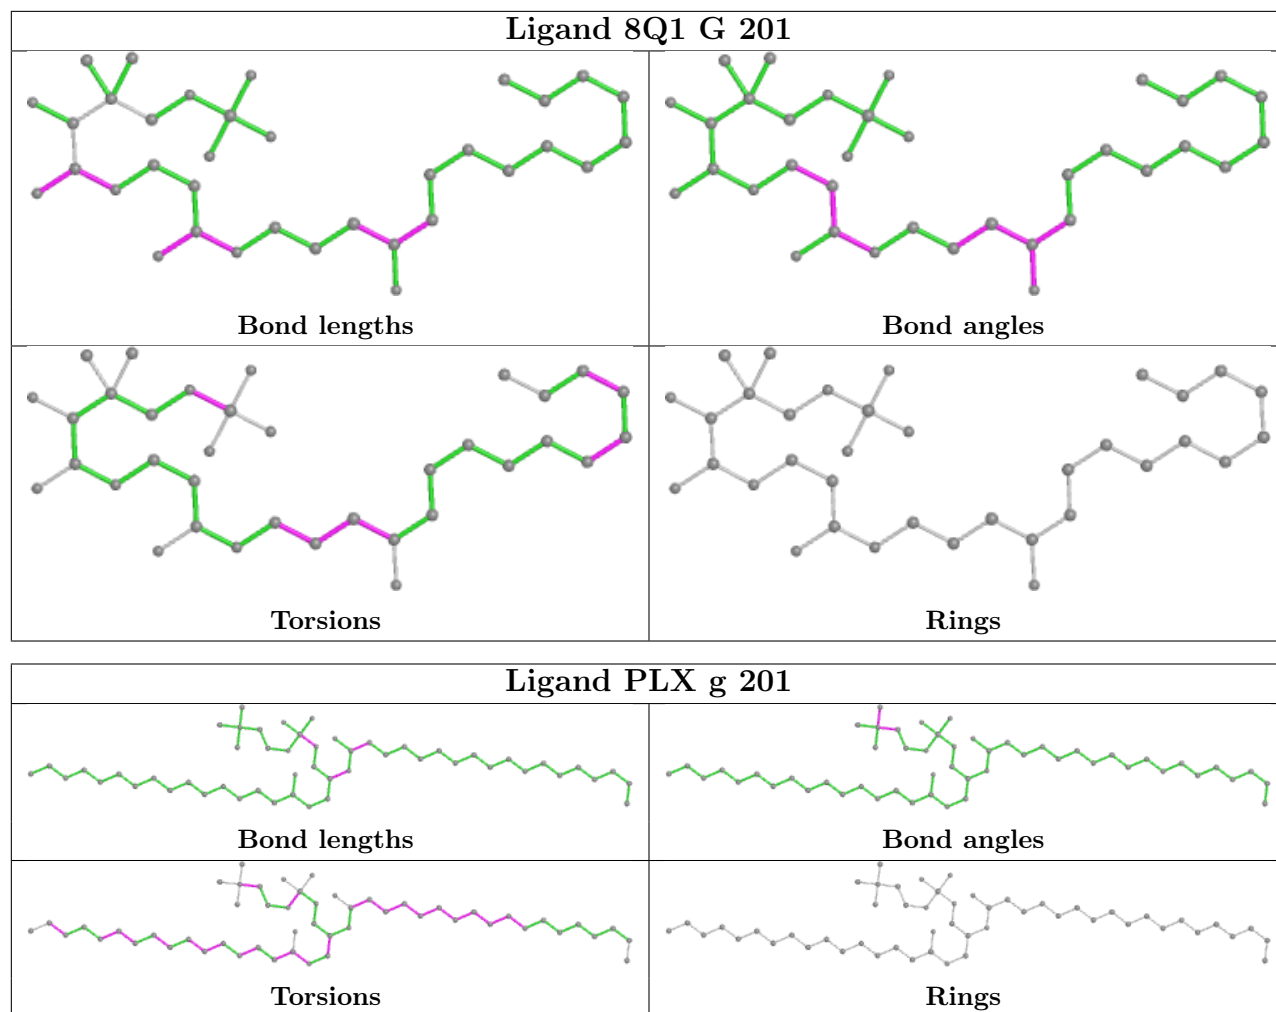 Ligand 8Q1 G 201
Bond lengths
Bond angles
Torsions
Rings
Ligand PLX g 201
Bond lengths
Bond angles
Torsions
Rings